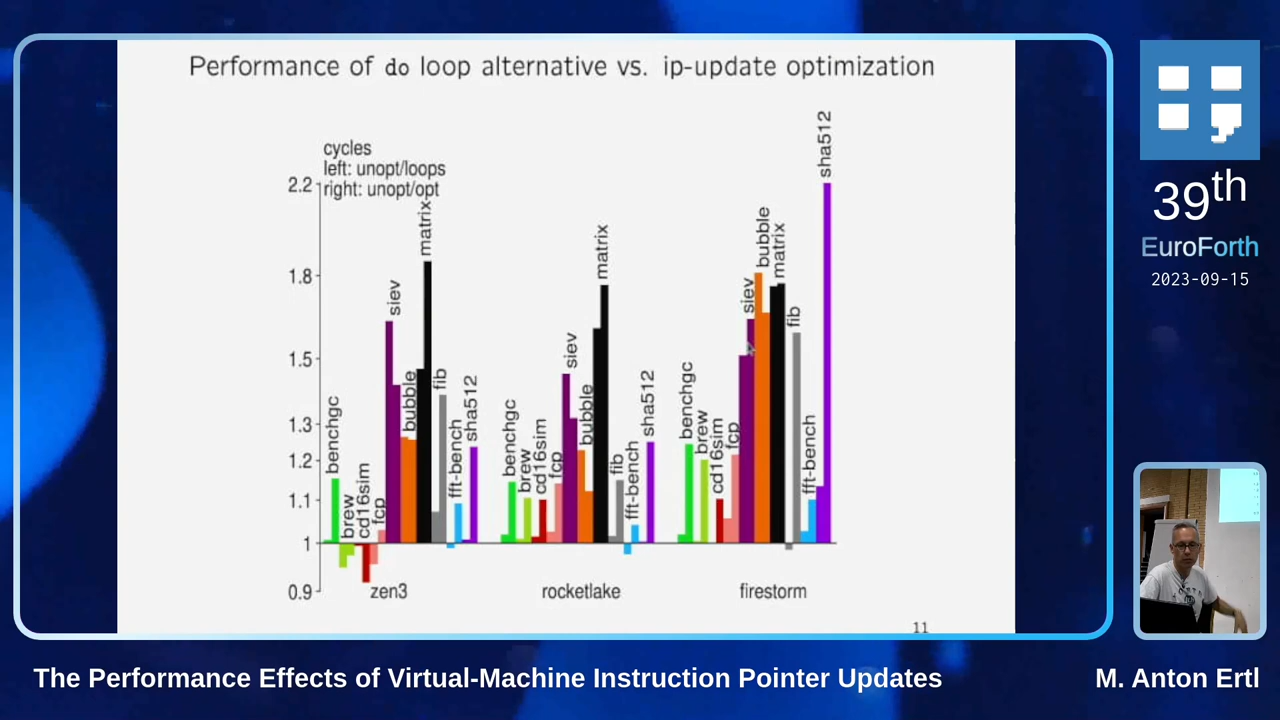 Performance of do loop alternative vs. ip-update optimization
cycles
left: unopt/loops
right: unopt/opt
2.2
1.8
1.5
1.3
1.2
1.1
1
0.9
benchgc
brew
cd16sim
fcp
siev
bubble
matrix
fib
fft-bench
sha512
zen3
benchgc
brew
cd16sim
fcp
siev
bubble
matrix
fib
fft-bench
sha512
rocketlake
benchgc
brew
cd16sim
fcp
siev
bubble
matrix
fib
fft-bench
sha512
firestorm
11
39th
EuroForth
2023-09-15
The Performance Effects of Virtual-Machine Instruction Pointer Updates
M. Anton Ertl